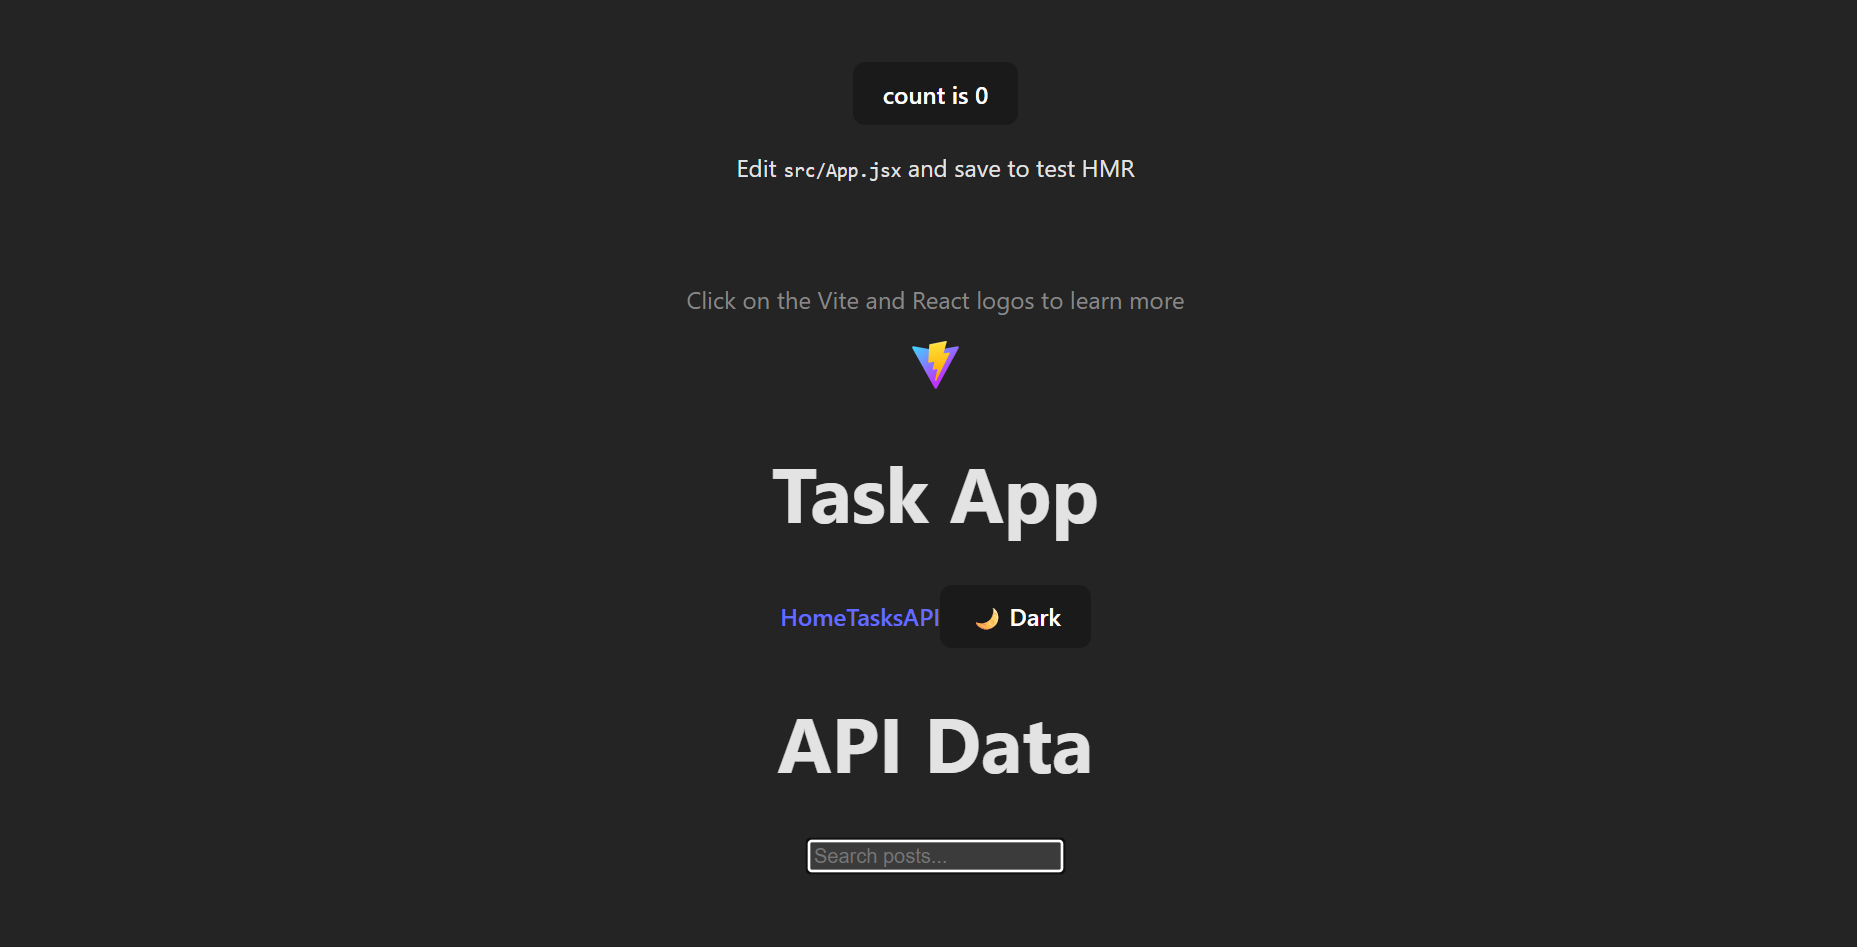 count is 0
Edit src/App.jsx and save to test HMR
Click on the Vite and React logos to learn more
Task App
HomeTasksAPI 🌙 Dark
API Data
Search posts...